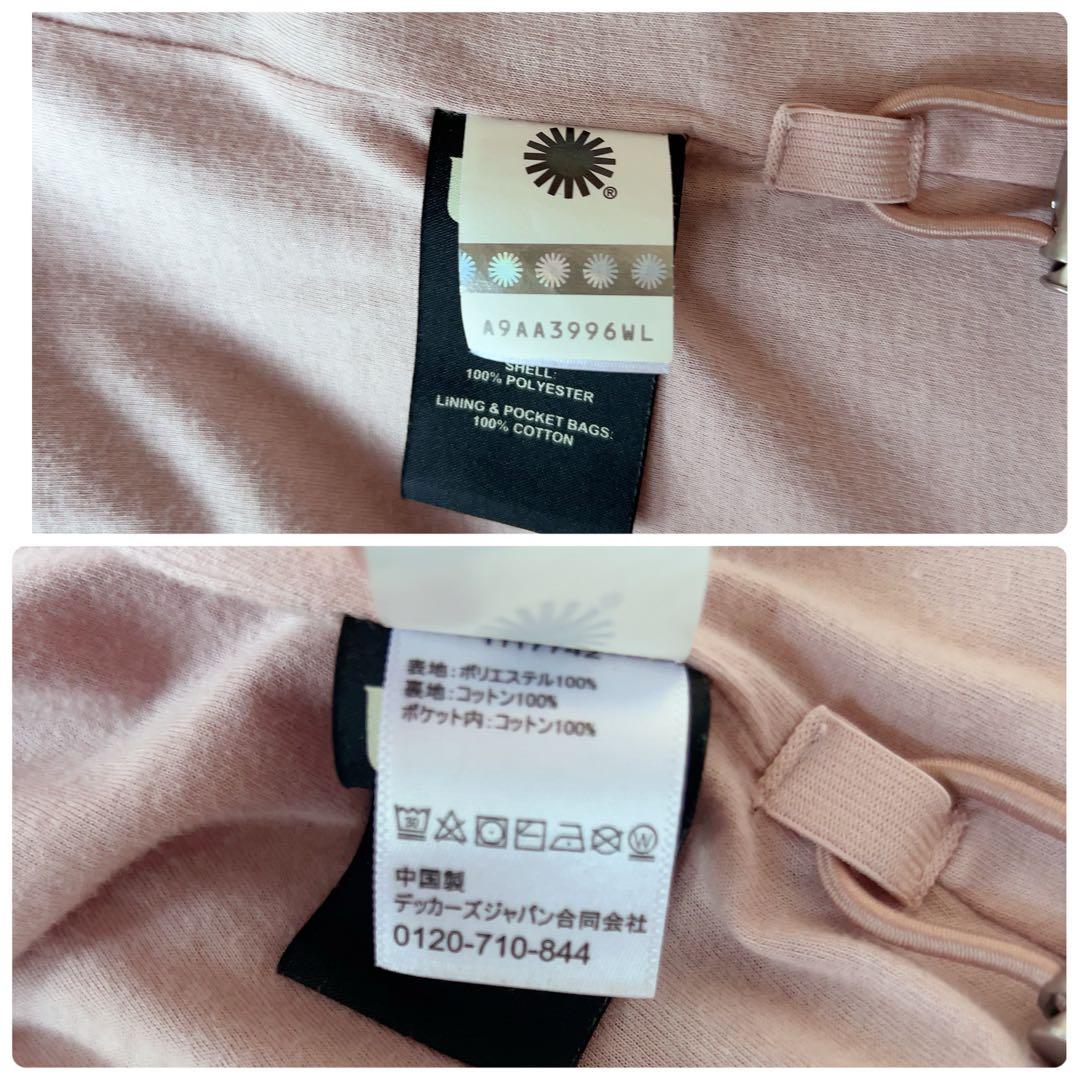 ®
A9AA3996WL
SHELL:
100% POLYESTER
LINING & POCKET BAGS:
100% COTTON
表地:ポリエステル100%
裏地:コットン100%
ポケット内:コットン100%
30
W
中国製
デッカーズジャパン合同会社
0120-710-844